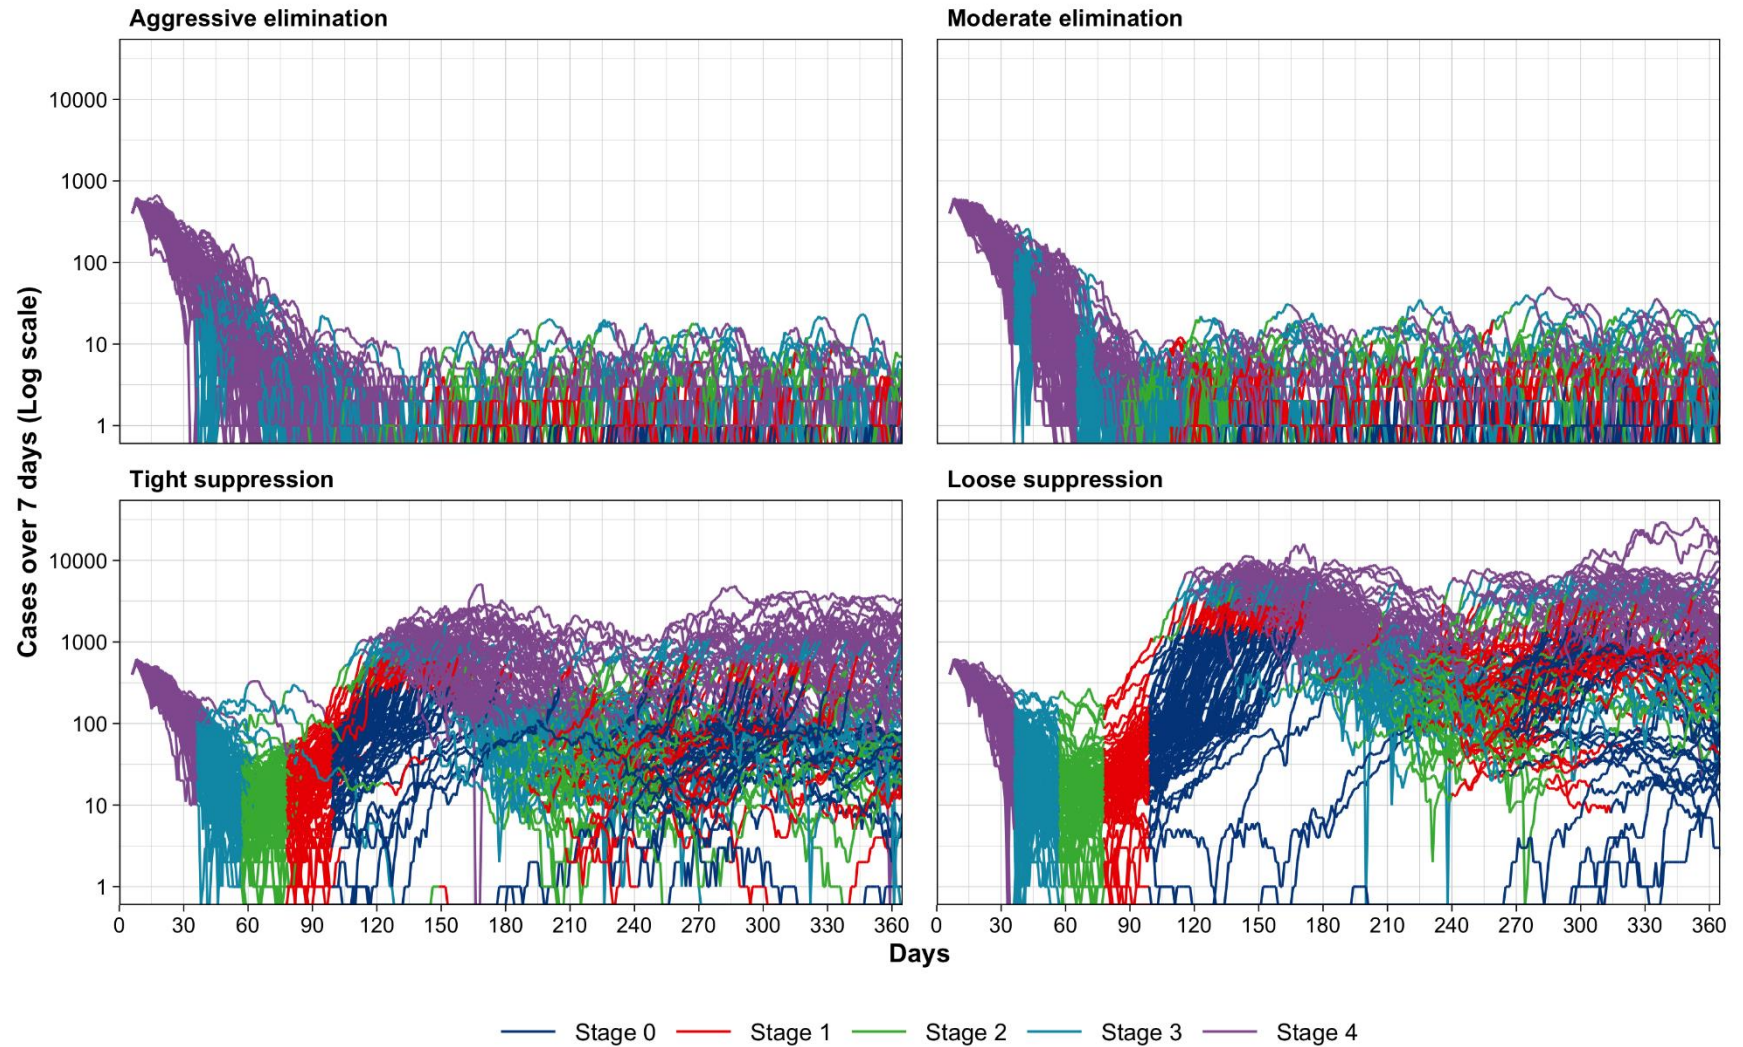 Aggressive elimination
Moderate elimination
10000
1000
100
10
1
Tight suppression
Loose suppression
10000
1000
100
10
1
0 30 60 90 120 150 180 210 240 270 300 330 360
0 30 60 90 120 150 180 210 240 270 300 330 360
Cases over 7 days (Log scale)
Days
Stage 0 Stage 1 Stage 2 Stage 3 Stage 4